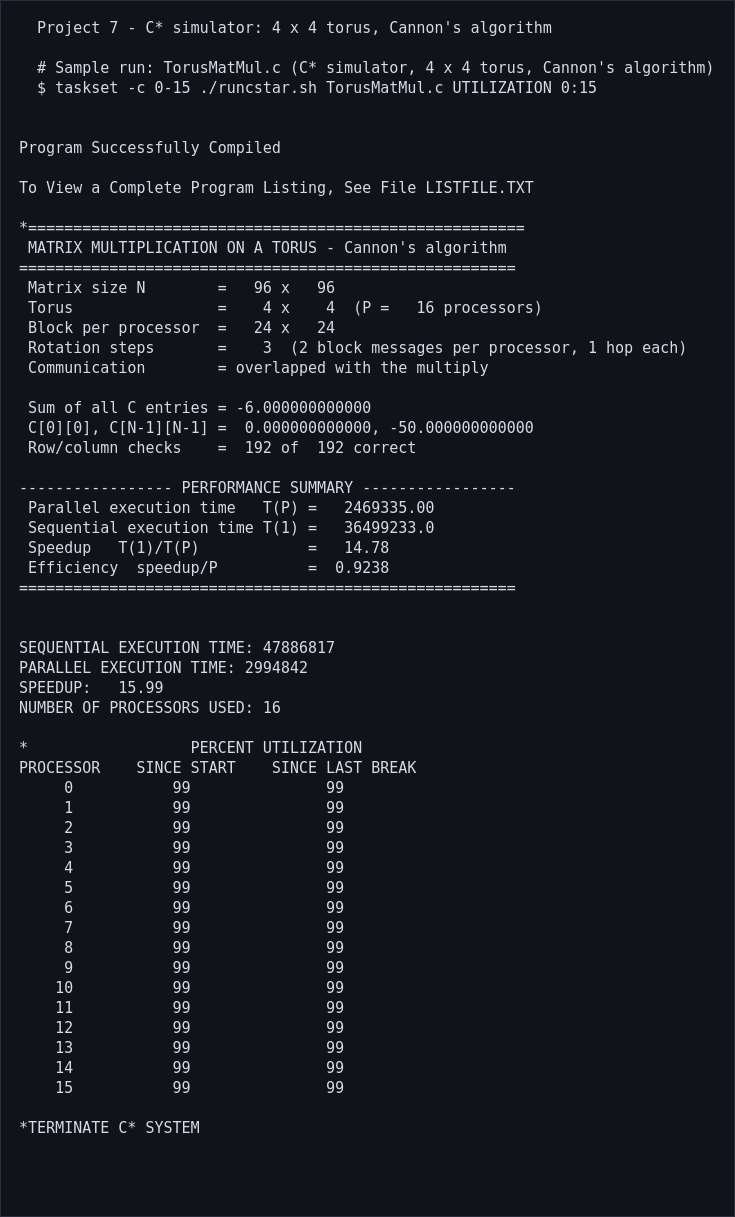 Project 7 - C* simulator: 4 x 4 torus, Cannon's algorithm
# Sample run: TorusMatMul.c (C* simulator, 4 x 4 torus, Cannon's algorithm)
$ taskset -c 0-15 ./runcstar.sh TorusMatMul.c UTILIZATION 0:15
Program Successfully Compiled
To View a Complete Program Listing, See File LISTFILE.TXT
*=======================================================
MATRIX MULTIPLICATION ON A TORUS - Cannon's algorithm
=======================================================
Matrix size N        =   96 x   96
Torus                =    4 x    4  (P =   16 processors)
Block per processor  =   24 x   24
Rotation steps       =    3  (2 block messages per processor, 1 hop each)
Communication        = overlapped with the multiply
Sum of all C entries = -6.000000000000
C[0][0], C[N-1][N-1] =  0.000000000000, -50.000000000000
Row/column checks    =  192 of  192 correct
----------------- PERFORMANCE SUMMARY -----------------
Parallel execution time   T(P) =   2469335.00
Sequential execution time T(1) =   36499233.0
Speedup   T(1)/T(P)            =   14.78
Efficiency  speedup/P          =  0.9238
=======================================================
SEQUENTIAL EXECUTION TIME: 47886817
PARALLEL EXECUTION TIME: 2994842
SPEEDUP:   15.99
NUMBER OF PROCESSORS USED: 16
*                  PERCENT UTILIZATION
PROCESSOR    SINCE START    SINCE LAST BREAK
0           99               99
1           99               99
2           99               99
3           99               99
4           99               99
5           99               99
6           99               99
7           99               99
8           99               99
9           99               99
10           99               99
11           99               99
12           99               99
13           99               99
14           99               99
15           99               99
*TERMINATE C* SYSTEM